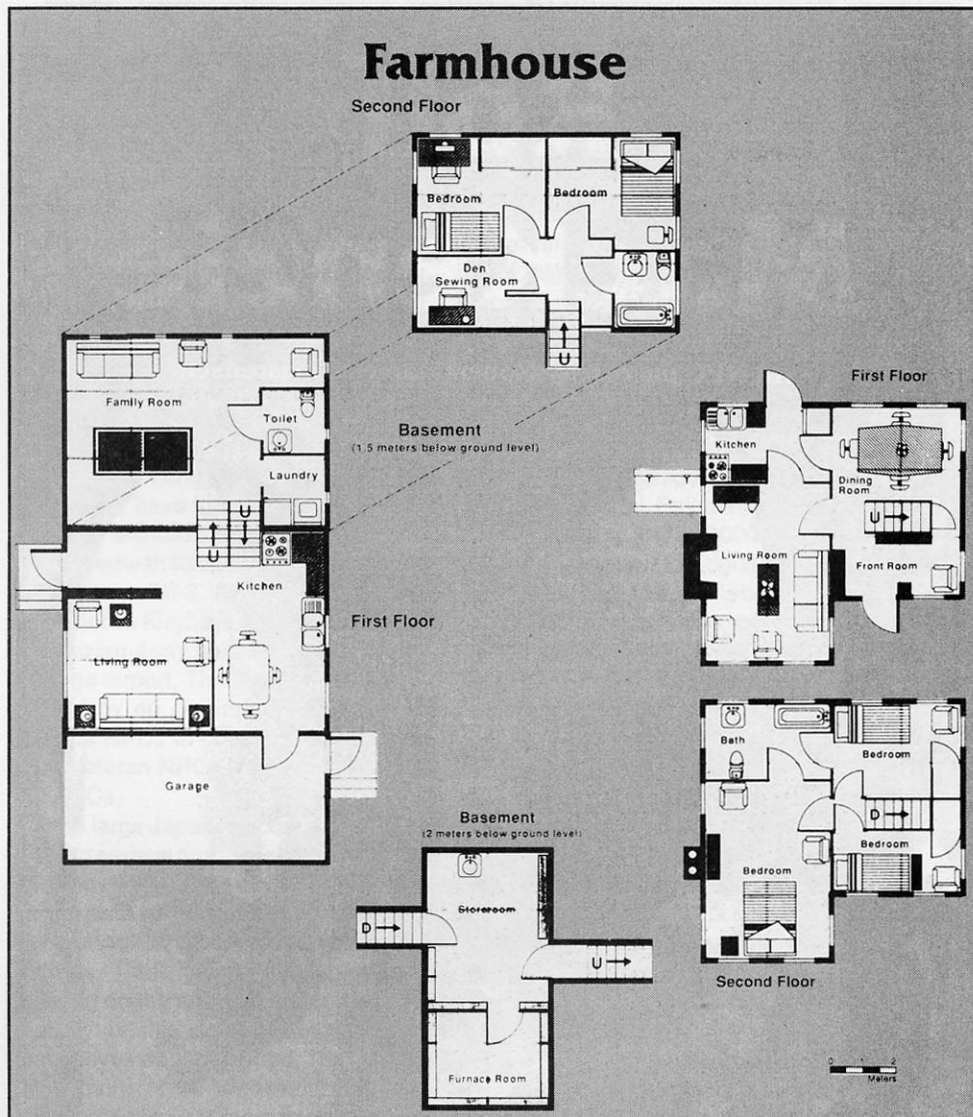 Farmhouse
Second Floor
Bedroom
Bedroom
Den
Sewing Room
U
Family Room
Toilet
Laundry
Basement
(1.5 meters below ground level)
U
U
Kitchen
Living Room
First Floor
Garage
First Floor
Kitchen
Dining
Room
U
Living Room
Front Room
Bath
Bedroom
D
Bedroom
Bedroom
Second Floor
Basement
(2 meters below ground level)
Storeroom
D
U
Furnace Room
0 1 2
Meters